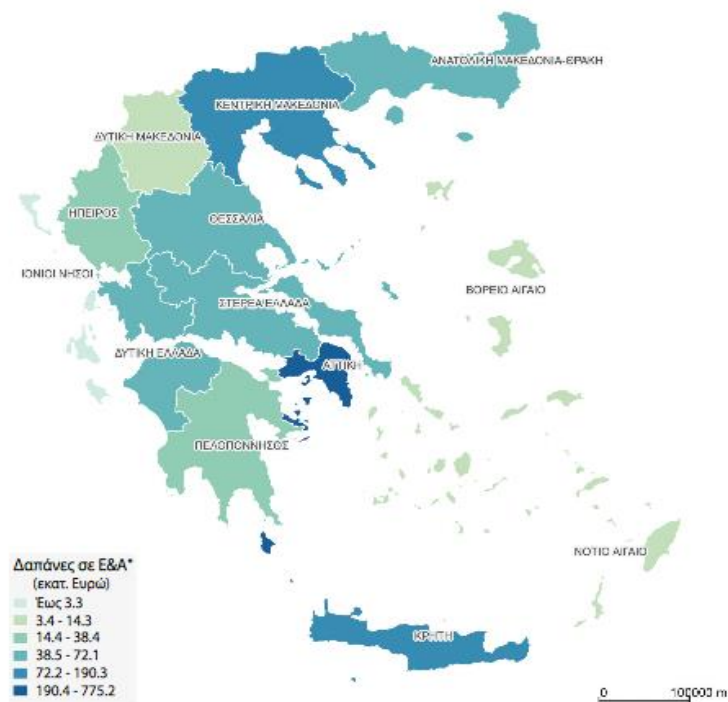 ΑΝΑΤΟΛΙΚΗ ΜΑΚΕΔΟΝΙΑ-ΘΡΑΚΗ
ΚΕΝΤΡΙΚΗ ΜΑΚΕΔΟΝΙΑ
ΔΥΤΙΚΗ ΜΑΚΕΔΟΝΙΑ
ΗΠΕΙΡΟΣ
ΘΕΣΣΑΛΙΑ
ΙΟΝΙΟΙ ΝΗΣΟΙ
ΒΟΡΕΙΟ ΑΙΓΑΙΟ
ΣΤΕΡΕΑ ΕΛΛΑΔΑ
ΔΥΤΙΚΗ ΕΛΛΑΔΑ
ΑΤΤΙΚΗ
ΠΕΛΟΠΟΝΝΗΣΟΣ
ΝΟΤΙΟ ΑΙΓΑΙΟ
ΚΡΗΤΗ
Δαπάνες σε Ε&Α*
(εκατ. Ευρώ)
Έως 3.3
3.4 - 14.3
14.4 - 38.4
38.5 - 72.1
72.2 - 190.3
190.4 - 775.2
0 100000 m